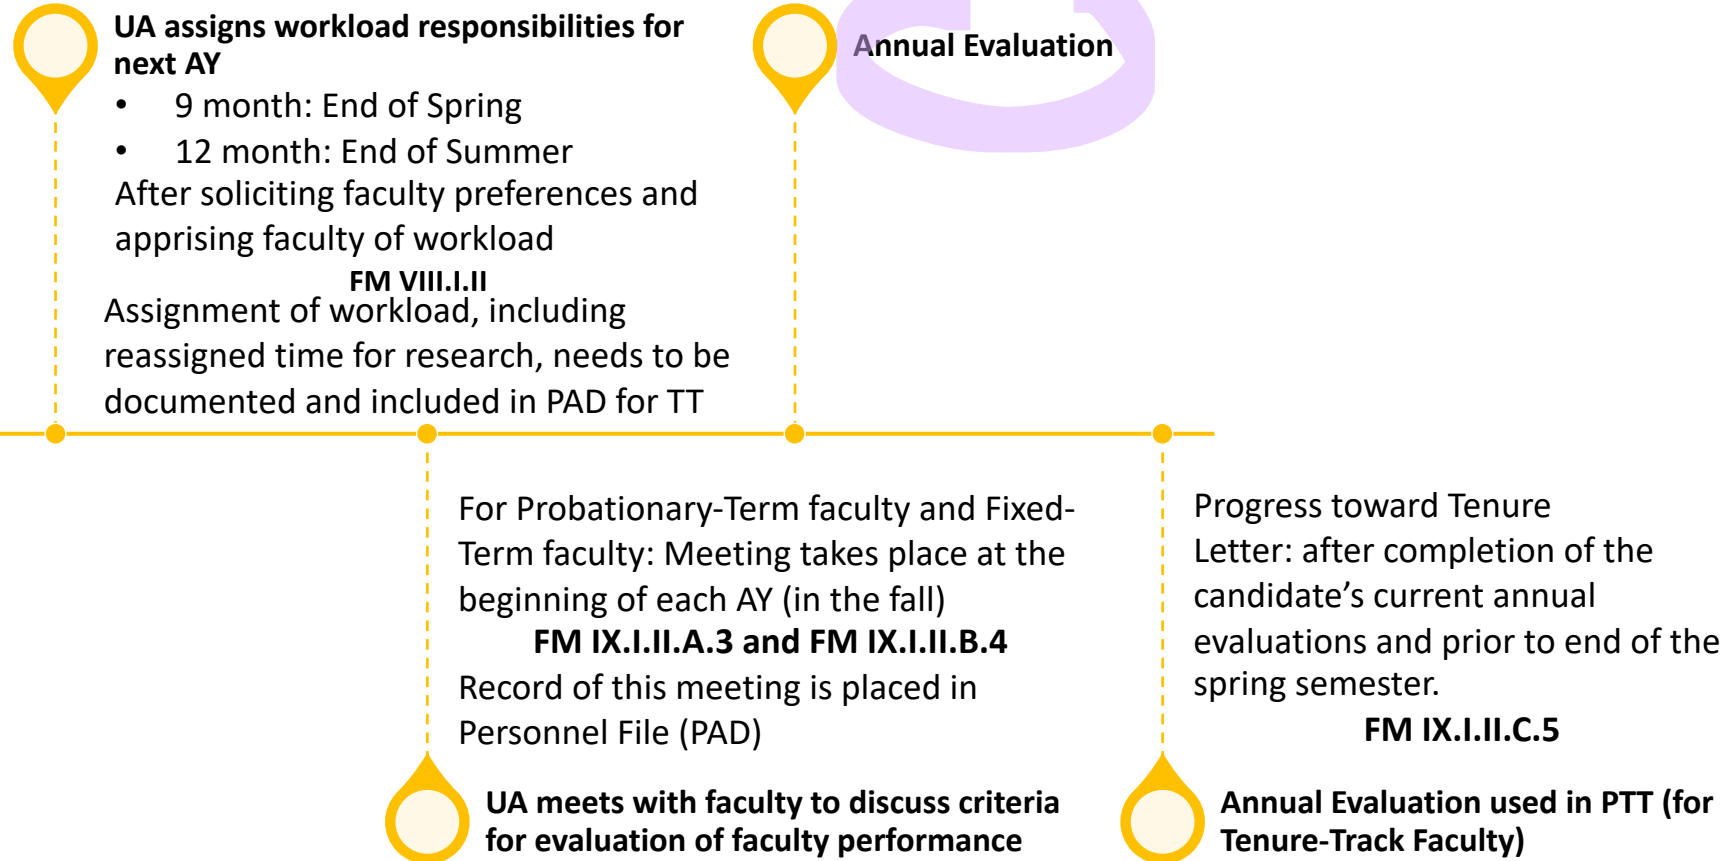 UA assigns workload responsibilities for
next AY
• 9 month: End of Spring
• 12 month: End of Summer
After soliciting faculty preferences and
apprising faculty of workload
FM VIII.I.II
Assignment of workload, including
reassigned time for research, needs to be
documented and included in PAD for TT
Annual Evaluation
For Probationary-Term faculty and Fixed-
Term faculty: Meeting takes place at the
beginning of each AY (in the fall)
FM IX.I.II.A.3 and FM IX.I.II.B.4
Record of this meeting is placed in
Personnel File (PAD)
UA meets with faculty to discuss criteria
for evaluation of faculty performance
Progress toward Tenure
Letter: after completion of the
candidate’s current annual
evaluations and prior to end of the
spring semester.
FM IX.I.II.C.5
Annual Evaluation used in PTT (for
Tenure-Track Faculty)